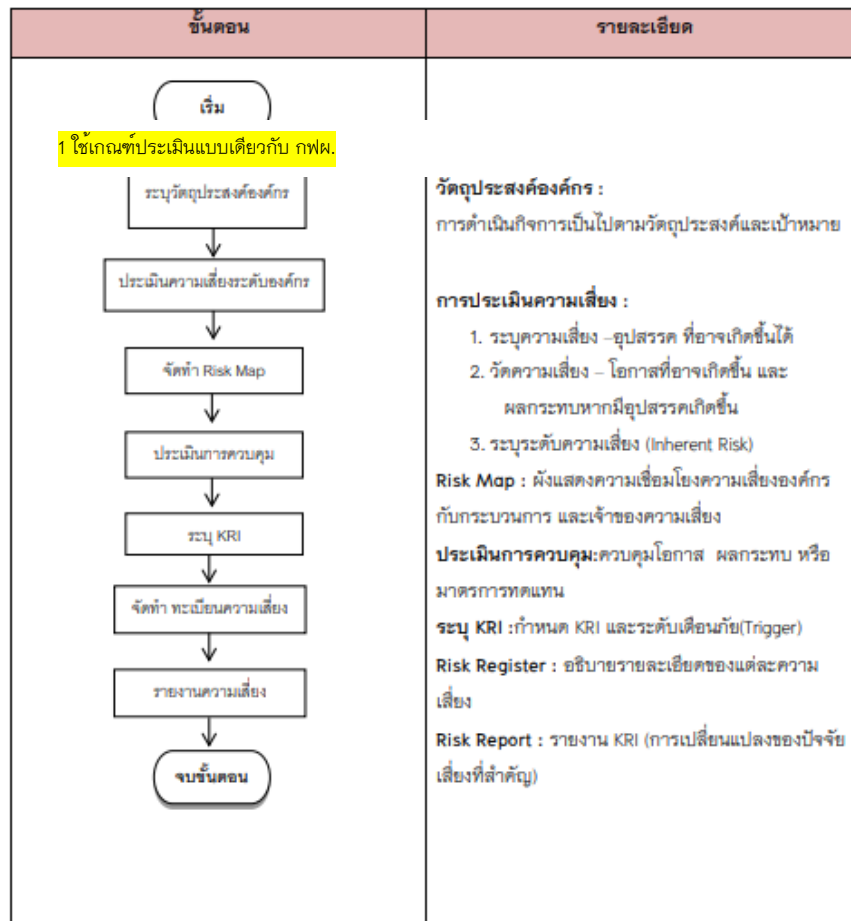 ขั้นตอน
รายละเอียด
เริ่ม
1 ใช้เกณฑ์ประเมินแบบเดียวกับ กฟผ.
ระบุวัตถุประสงค์องค์กร
ประเมินความเสี่ยงระดับองค์กร
จัดทำ Risk Map
ประเมินการควบคุม
ระบุ KRI
จัดทำ ทะเบียนความเสี่ยง
รายงานความเสี่ยง
จบขั้นตอน
วัตถุประสงค์องค์กร :
การดำเนินกิจการเป็นไปตามวัตถุประสงค์และเป้าหมาย
การประเมินความเสี่ยง :
1. ระบุความเสี่ยง –อุปสรรค ที่อาจเกิดขึ้นได้
2. วัดความเสี่ยง – โอกาสที่อาจเกิดขึ้น และ
ผลกระทบหากมีอุปสรรคเกิดขึ้น
3. ระบุระดับความเสี่ยง (Inherent Risk)
Risk Map : ผังแสดงความเชื่อมโยงความเสี่ยงองค์กร
กับกระบวนการ และเจ้าของความเสี่ยง
ประเมินการควบคุม:ควบคุมโอกาส ผลกระทบ หรือ
มาตรการทดแทน
ระบุ KRI :กำหนด KRI และระดับเตือนภัย(Trigger)
Risk Register : อธิบายรายละเอียดของแต่ละความ
เสี่ยง
Risk Report : รายงาน KRI (การเปลี่ยนแปลงของปัจจัย
เสี่ยงที่สำคัญ)